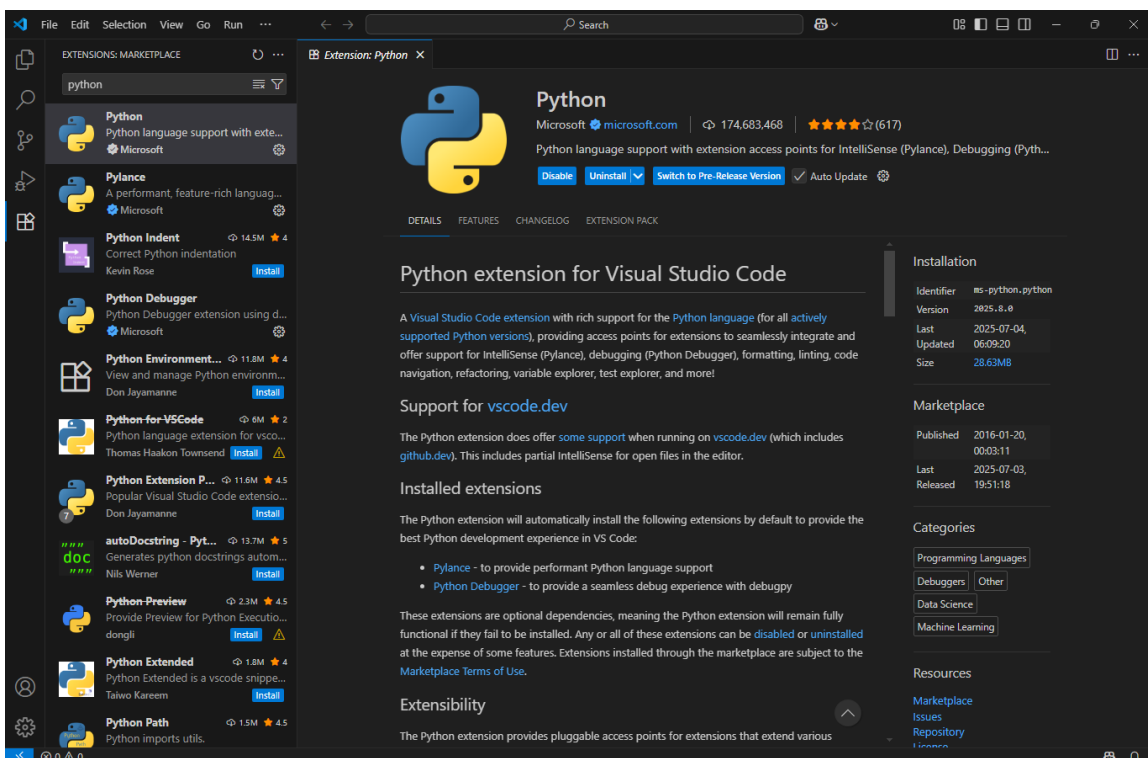 File Edit Selection View Go Run ···
Search
EXTENSIONS: MARKETPLACE
python
Python
Python language support with exte...
Microsoft
Pylance
A performant, feature-rich languag...
Microsoft
Python Indent 14.5M ★ 4
Correct Python indentation
Kevin Rose Install
Python Debugger
Python Debugger extension using d...
Microsoft
Python Environment... 11.8M ★ 4
View and manage Python environm...
Don Jayamanne Install
Python for VSCode 6M ★ 2
Python language extension for vsco...
Thomas Haakon Townsend Install
Python Extension P... 11.6M ★ 4.5
Popular Visual Studio Code extensio...
7
Don Jayamanne Install
"""
doc
"""
autoDocstring - Pyt... 13.7M ★ 5
Generates python docstrings autom...
Nils Werner Install
Python Preview 2.3M ★ 4.5
Provide Preview for Python Executio...
dongli Install
Python Extended 1.8M ★ 4
Python Extended is a vscode snippe...
Taiwo Kareem Install
Python Path 1.5M ★ 4.5
Python imports utils.
0 0
Extension: Python
Python
Microsoft microsoft.com | 174,683,468 | ★★★★☆(617)
Python language support with extension access points for IntelliSense (Pylance), Debugging (Pyth...
Disable Uninstall Switch to Pre-Release Version Auto Update
DETAILS FEATURES CHANGELOG EXTENSION PACK
Python extension for Visual Studio Code
A Visual Studio Code extension with rich support for the Python language (for all actively
supported Python versions), providing access points for extensions to seamlessly integrate and
offer support for IntelliSense (Pylance), debugging (Python Debugger), formatting, linting, code
navigation, refactoring, variable explorer, test explorer, and more!
Support for vscode.dev
The Python extension does offer some support when running on vscode.dev (which includes
github.dev). This includes partial IntelliSense for open files in the editor.
Installed extensions
The Python extension will automatically install the following extensions by default to provide the
best Python development experience in VS Code:
• Pylance - to provide performant Python language support
• Python Debugger - to provide a seamless debug experience with debugpy
These extensions are optional dependencies, meaning the Python extension will remain fully
functional if they fail to be installed. Any or all of these extensions can be disabled or uninstalled
at the expense of some features. Extensions installed through the marketplace are subject to the
Marketplace Terms of Use.
Extensibility
The Python extension provides pluggable access points for extensions that extend various
Installation
Identifier ms-python.python
Version 2025.8.0
Last Updated 2025-07-04, 06:09:20
Size 28.63MB
Marketplace
Published 2016-01-20, 00:03:11
Last Released 2025-07-03, 19:51:18
Categories
Programming Languages
Debuggers Other
Data Science
Machine Learning
Resources
Marketplace
Issues
Repository
License